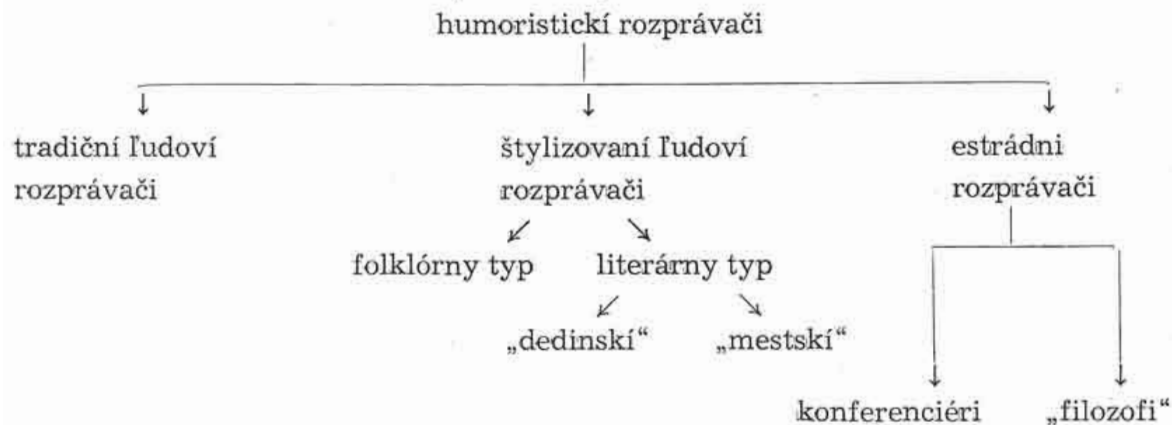 humoristickí rozprávači
tradiční ľudoví
rozprávači
štylizovaní ľudoví
rozprávači
estrádni
rozprávači
folklórny typ
literárny typ
„dedinskí“
„mestskí“
konferenciéri
„filozofi“